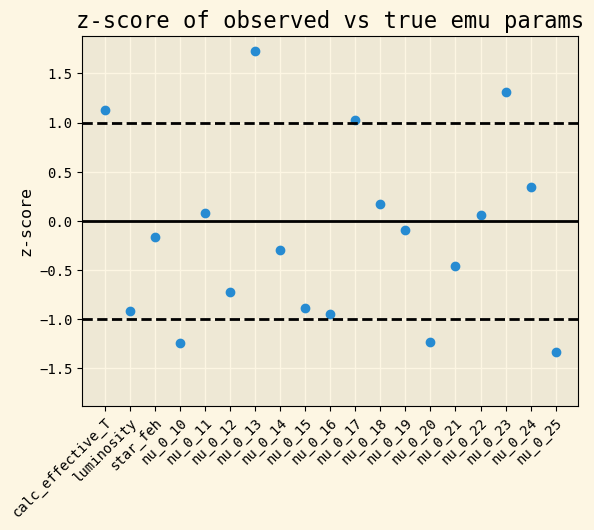 z-score of observed vs true emu params
z-score
1.5
1.0
0.5
0.0
−0.5
−1.0
−1.5
calc_effective_T
luminosity
star_feh
nu_0_10
nu_0_11
nu_0_12
nu_0_13
nu_0_14
nu_0_15
nu_0_16
nu_0_17
nu_0_18
nu_0_19
nu_0_20
nu_0_21
nu_0_22
nu_0_23
nu_0_24
nu_0_25